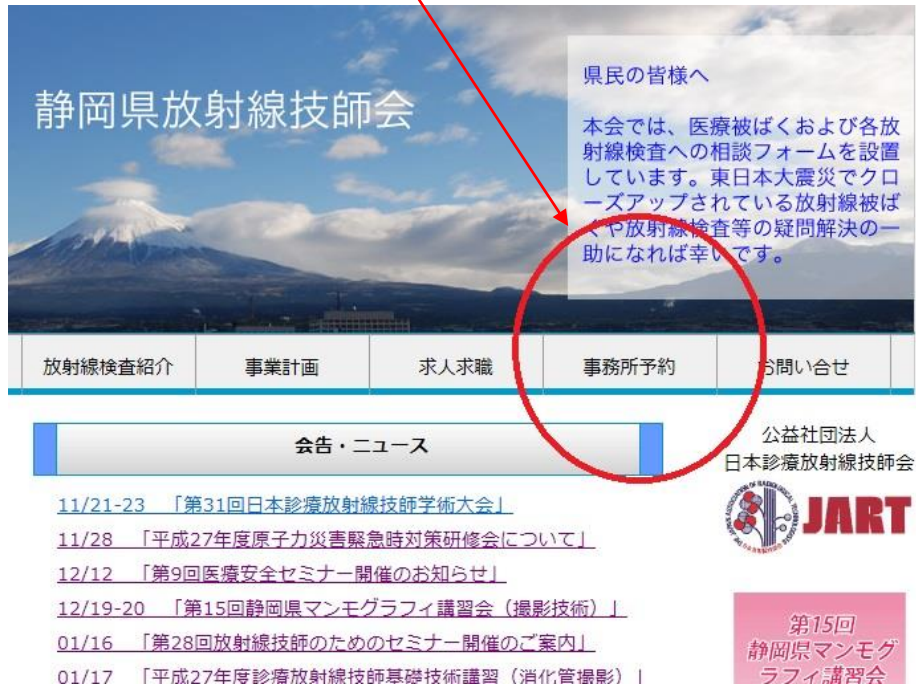 静岡県放射線技師会
県民の皆様へ
本会では、医療被ばくおよび各放
射線検査への相談フォームを設置
しています。東日本大震災でクロ
ーズアップされている放射線被ば
くや放射線検査等の疑問解決の一
助になれば幸いです。
放射線検査紹介
事業計画
求人求職
事務所予約
お問い合せ
会告・ニュース
11/21-23 「第31回日本診療放射線技師学術大会」
11/28 「平成27年度原子力災害緊急時対策研修会について」
12/12 「第9回医療安全セミナー開催のお知らせ」
12/19-20 「第15回静岡県マンモグラフィ講習会（撮影技術）」
01/16 「第28回放射線技師のためのセミナー開催のご案内」
01/17 「平成27年度診療放射線技師基礎技術講習（消化管撮影）」
公益社団法人
日本診療放射線技師会
JART
第15回
静岡県マンモグ
ラフィ講習会